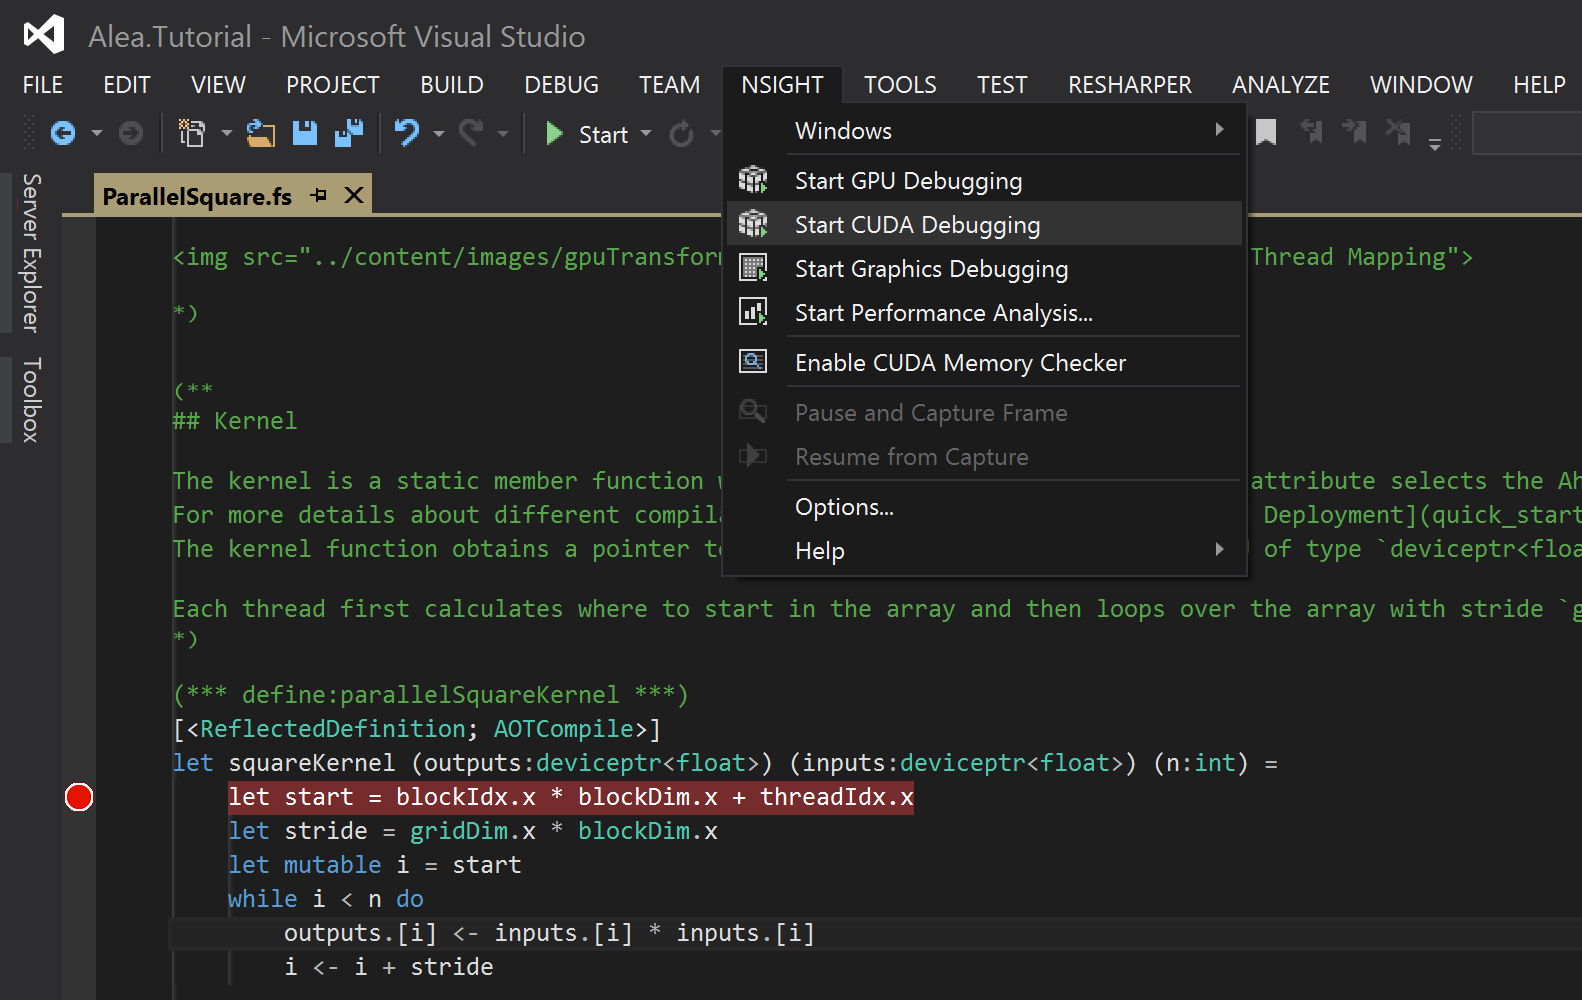 Alea.Tutorial - Microsoft Visual Studio
FILE EDIT VIEW PROJECT BUILD DEBUG TEAM NSIGHT TOOLS TEST RESHARPER ANALYZE WINDOW HELP
Start
Server Explorer
Toolbox
ParallelSquare.fs
Windows
Start GPU Debugging
Start CUDA Debugging
Start Graphics Debugging
Start Performance Analysis...
Enable CUDA Memory Checker
Pause and Capture Frame
Resume from Capture
Options...
Help
<img src="../content/images/gpuTransfor Thread Mapping">
*)
(**
## Kernel
The kernel is a static member function attribute selects the Ah
For more details about different compil Deployment](quick_start
The kernel function obtains a pointer t of type `deviceptr<floa
Each thread first calculates where to start in the array and then loops over the array with stride `g
*)
(*** define:parallelSquareKernel ***)
[<ReflectedDefinition; AOTCompile>]
let squareKernel (outputs:deviceptr<float>) (inputs:deviceptr<float>) (n:int) =
let start = blockIdx.x * blockDim.x + threadIdx.x
let stride = gridDim.x * blockDim.x
let mutable i = start
while i < n do
outputs.[i] <- inputs.[i] * inputs.[i]
i <- i + stride